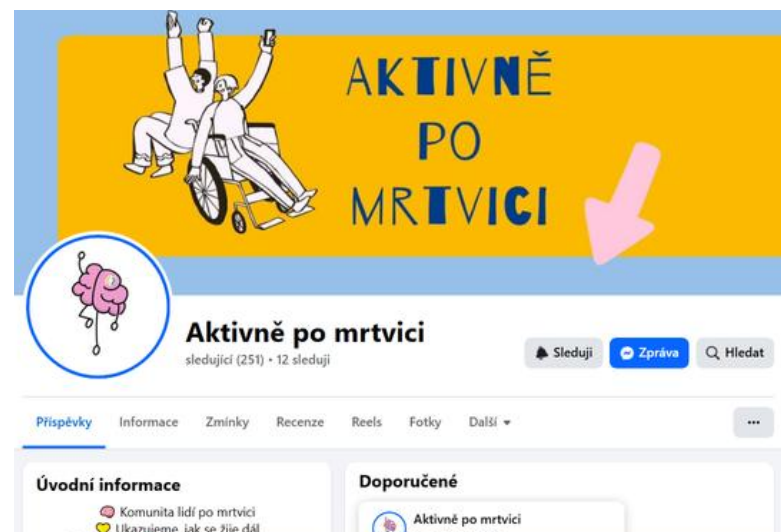 AKTIVNĚ
PO
MRTVICI
Aktivně po mrtvici
sledující (251) • 12 sleduji
Sleduji
Zpráva
Hledat
Příspěvky Informace Zmínky Recenze Reels Fotky Další
Úvodní informace
Komunita lidí po mrtvici
Ukazujeme, jak se žije dál
Doporučené
Aktivně po mrtvici